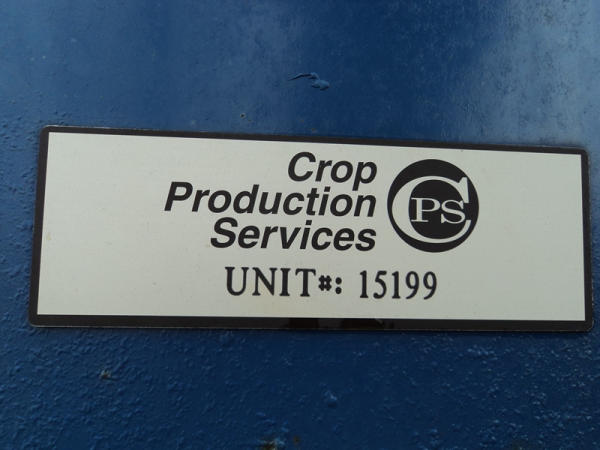 Crop
Production
Services
CPS
UNIT#: 15199